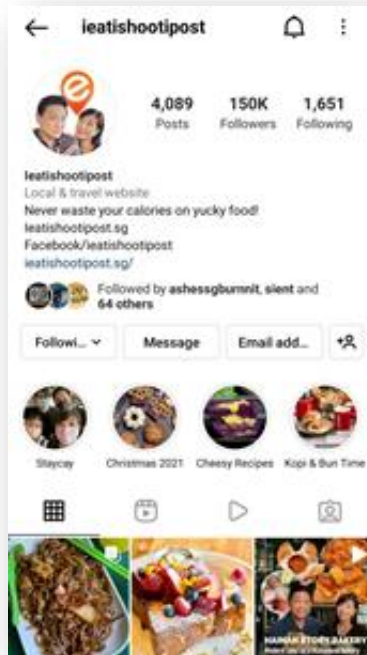 ieatishootipost
4,089 150K 1,651
Posts Followers Following
Ieatishootipost
Local & travel website
Never waste your calories on yucky food!
Ieatishootipost.sg
Facebook/ieatishootipost
ieatishootipost.sg/
Followed by ashessgburnnit, sient and
64 others
Followi... Message Email add...
Staycay Christmas 2021 Cheesy Recipes Kopi & Bun Time
HAINAN STORY BAKERY